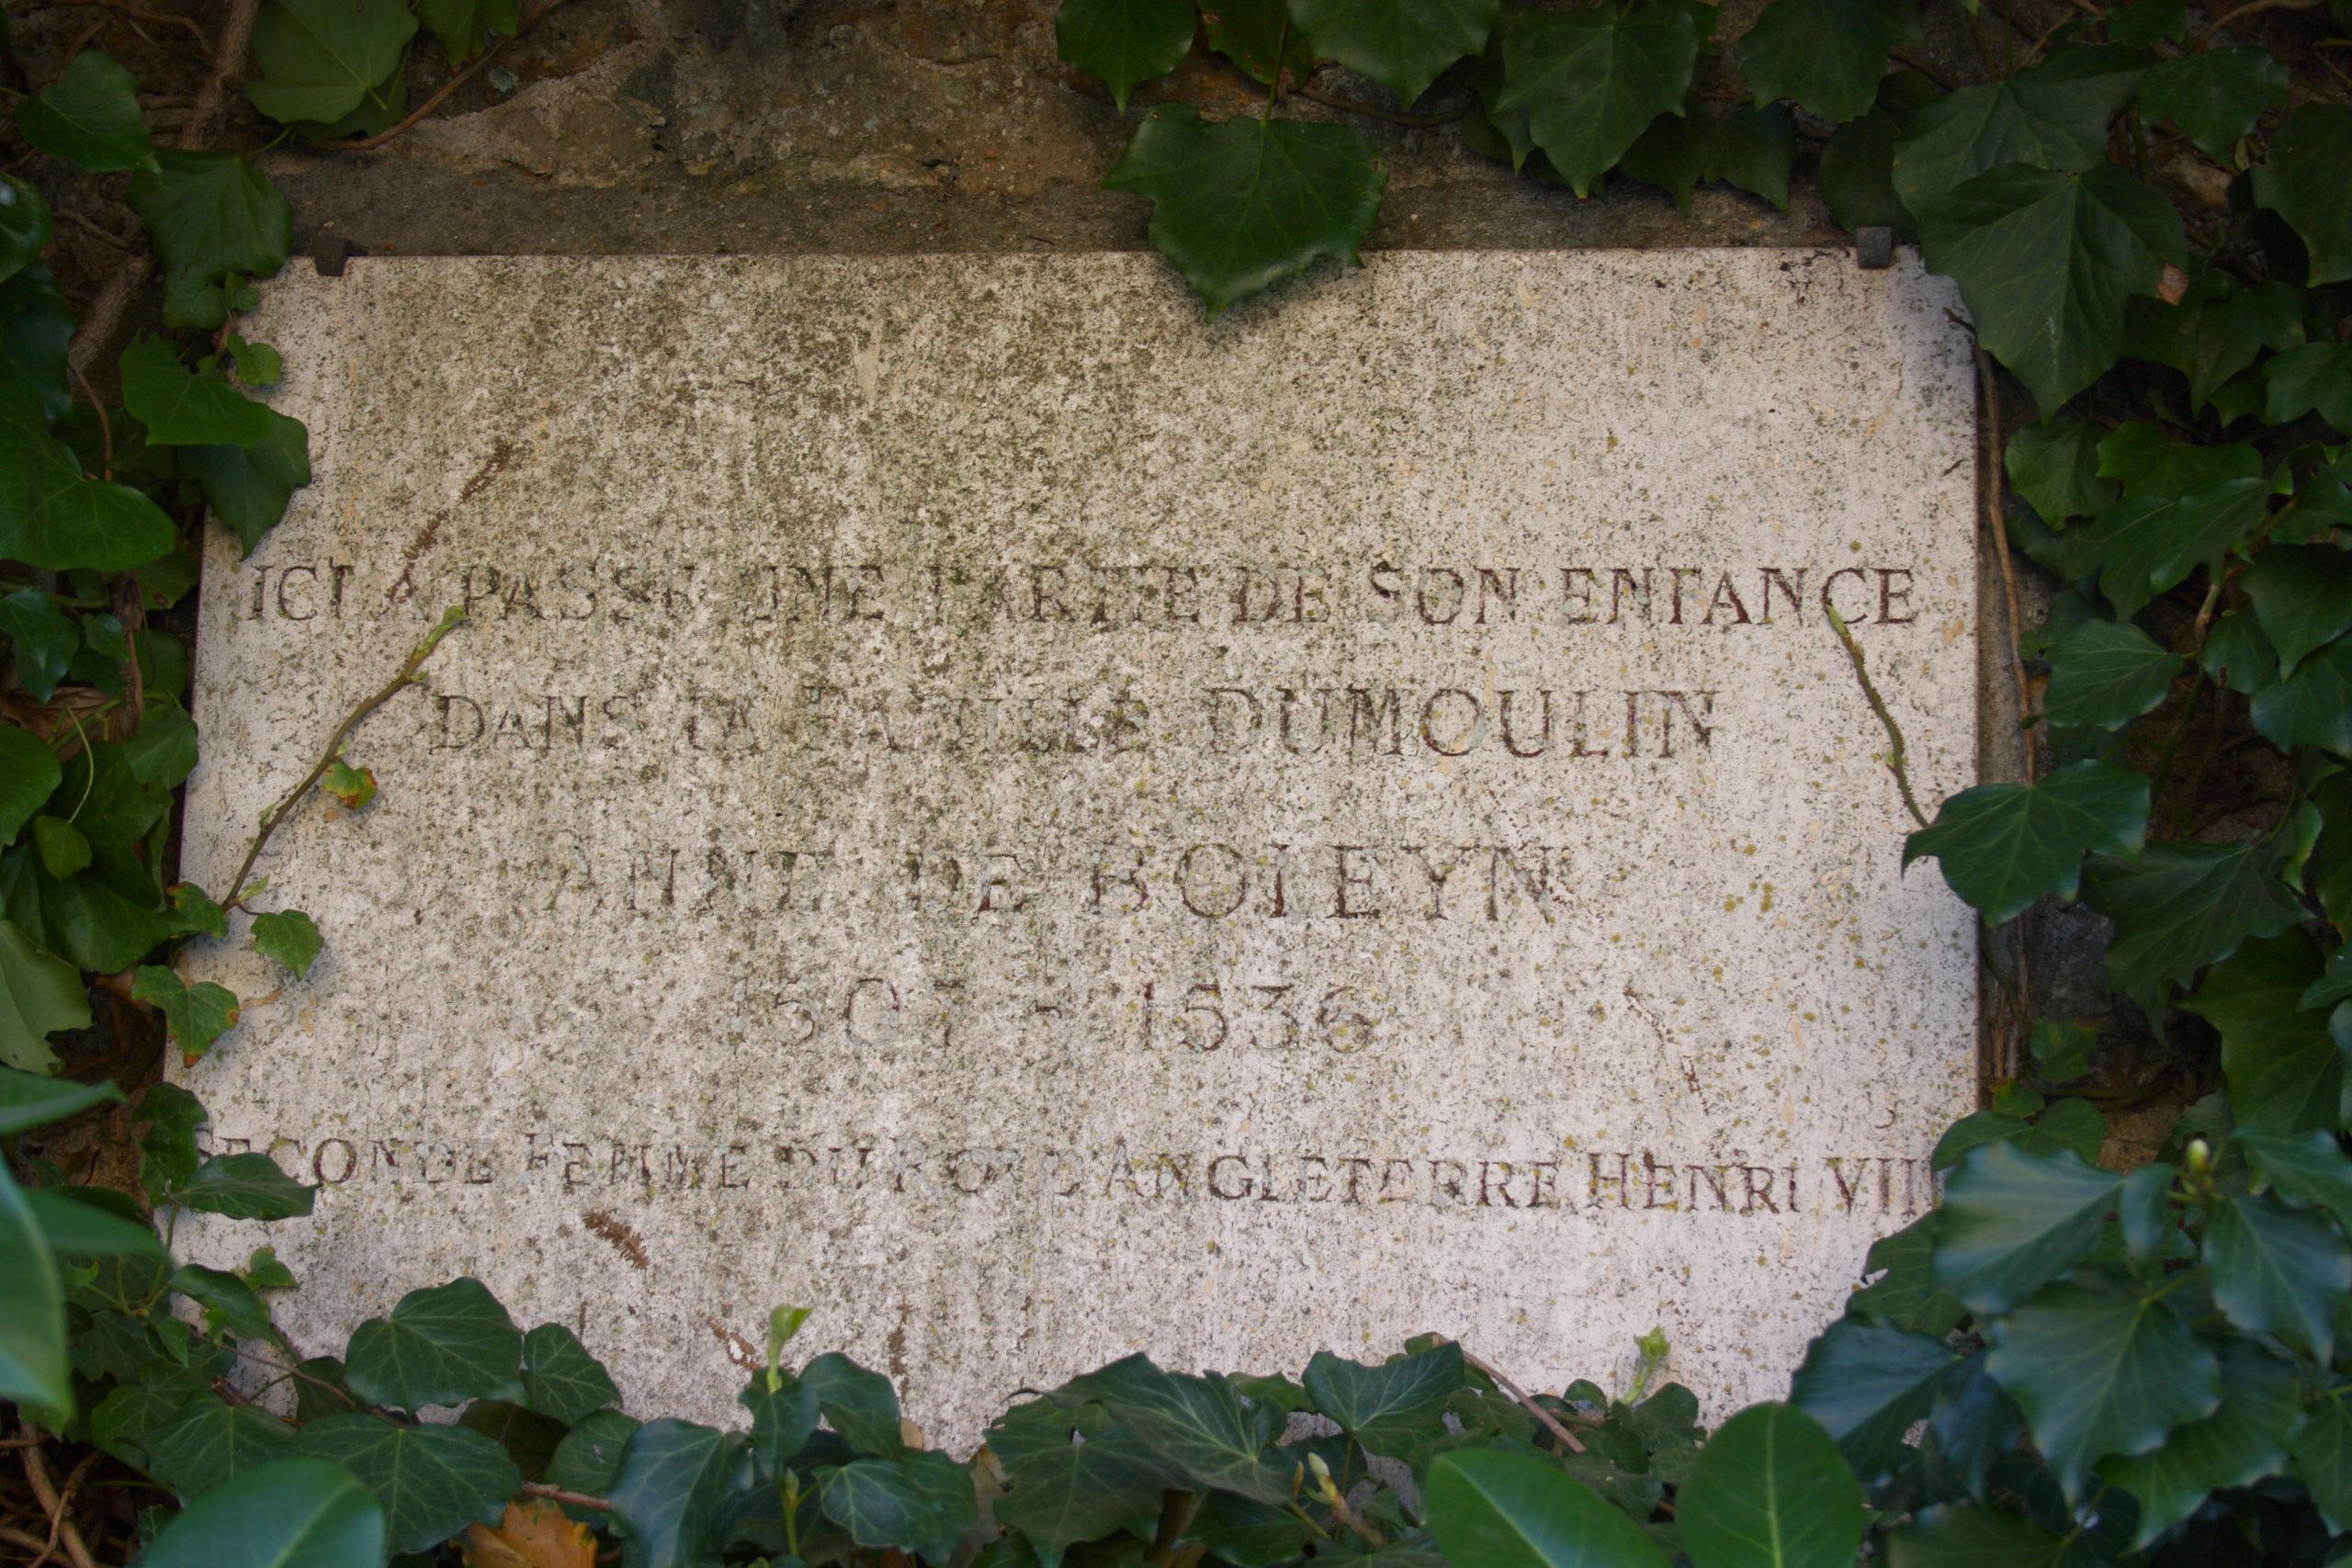 ICI A PASSE UNE PARTIE DE SON ENFANCE
DANS LA FAMILLE DUMOULIN
ANNE DE BOLEYN
1507 - 1536
SECONDE FEMME DU ROI D'ANGLETERRE HENRI VIII